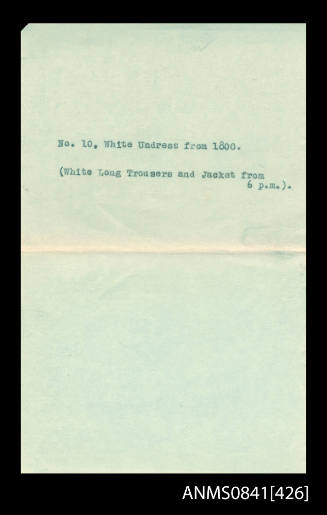 No. 10, White Undress from 1800.
(White Long Trousers and Jacket from
6 p.m.).
ANMS0841[426]